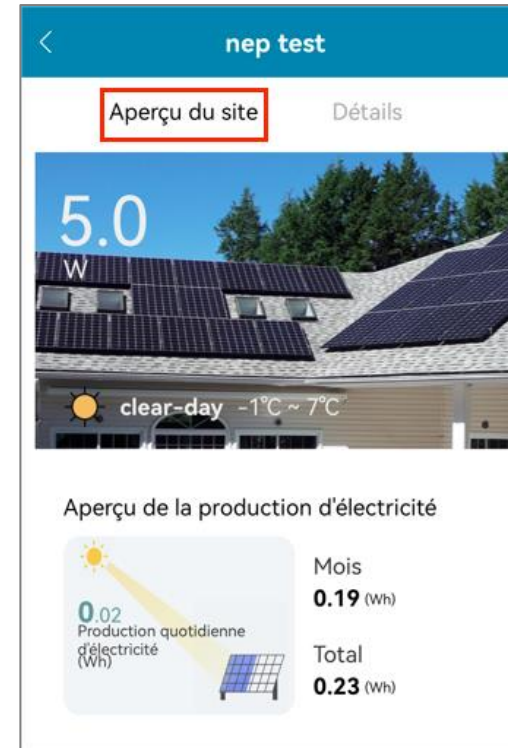 nep test
Aperçu du site
Détails
5.0
W
clear-day -1℃ ~ 7℃
Aperçu de la production d'électricité
0.02
Production quotidienne
d'électricité
(Wh)
Mois
0.19 (Wh)
Total
0.23 (Wh)